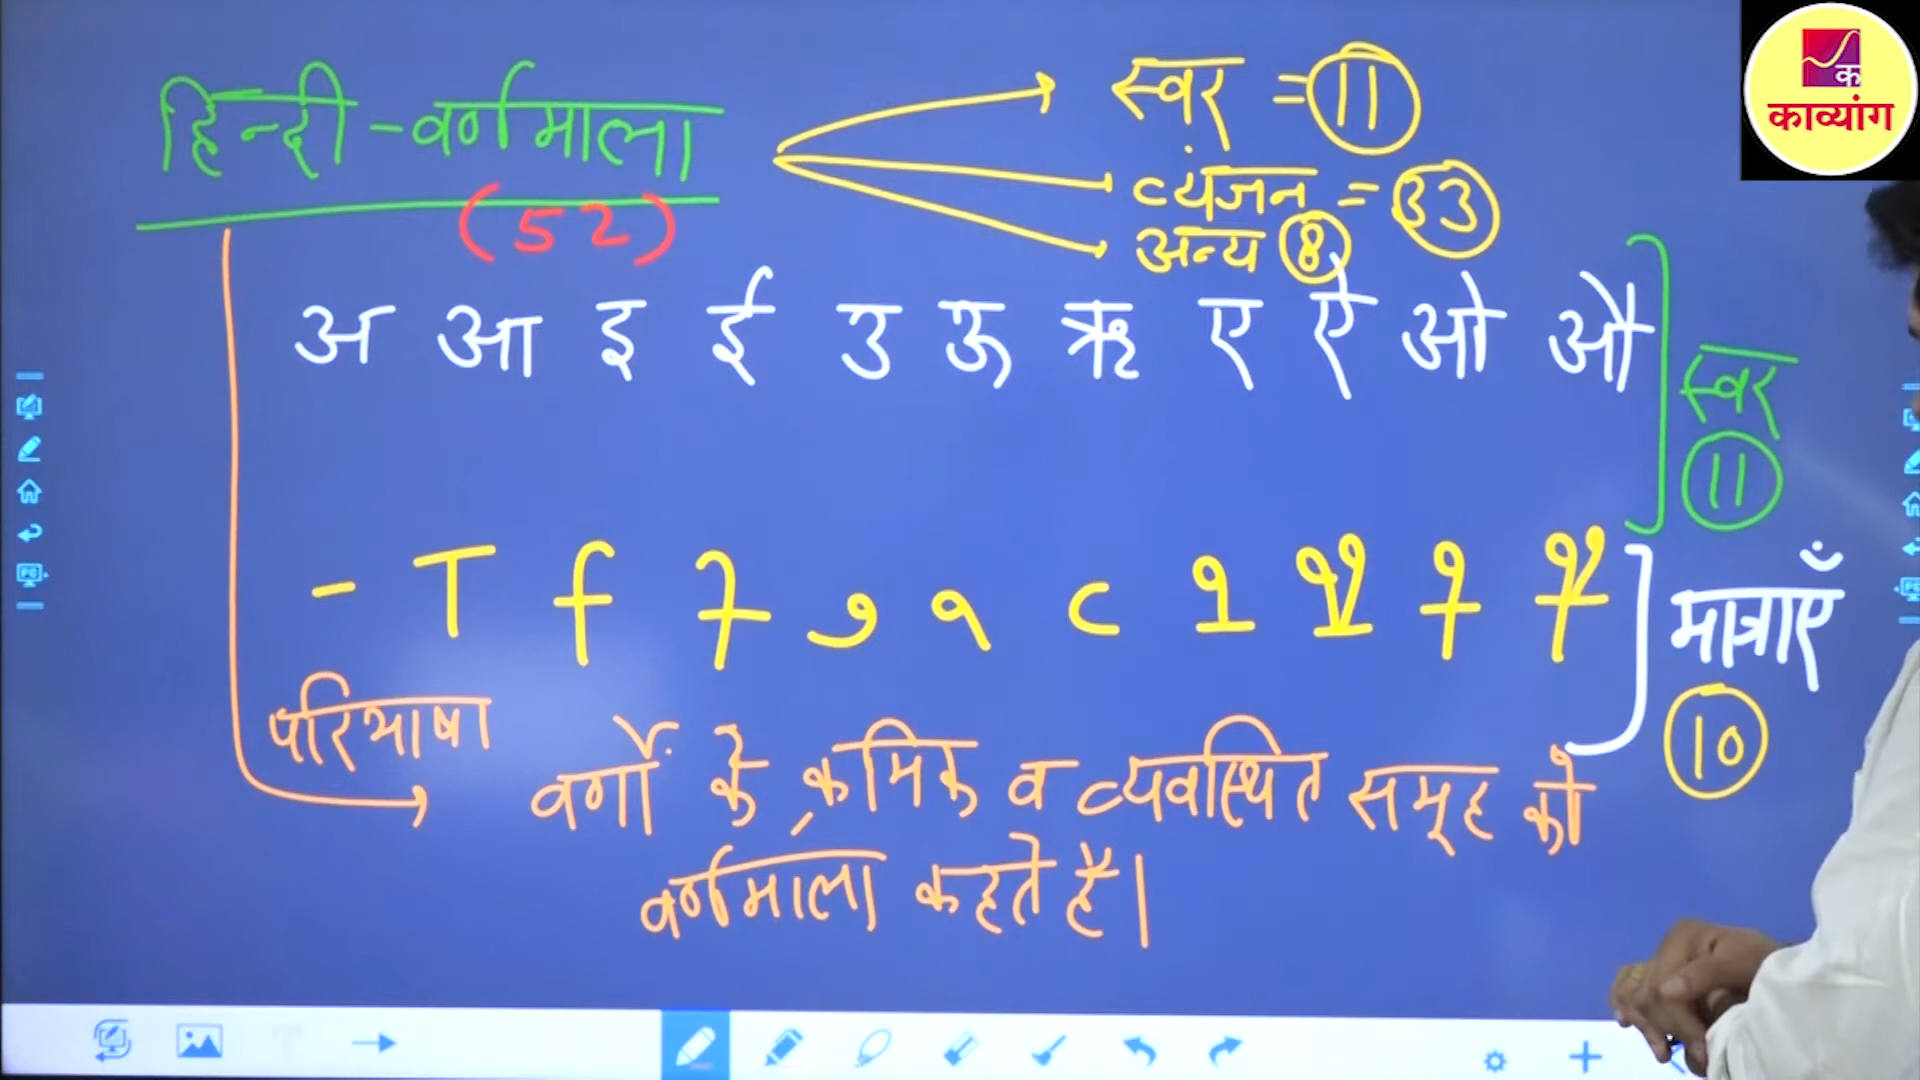 हिन्दी-वर्णमाला
(52)
स्वर = 11
व्यंजन = 33
अन्य 8
क
काव्यांग
अ आ इ ई उ ऊ ऋ ए ऐ ओ औ
स्वर
11
- ा ि ी ु ू ृ े ै ो ौ
मात्राएँ
10
परिभाषा
वर्णों के क्रमिक व व्यवस्थित समूह को
वर्णमाला कहते हैं।